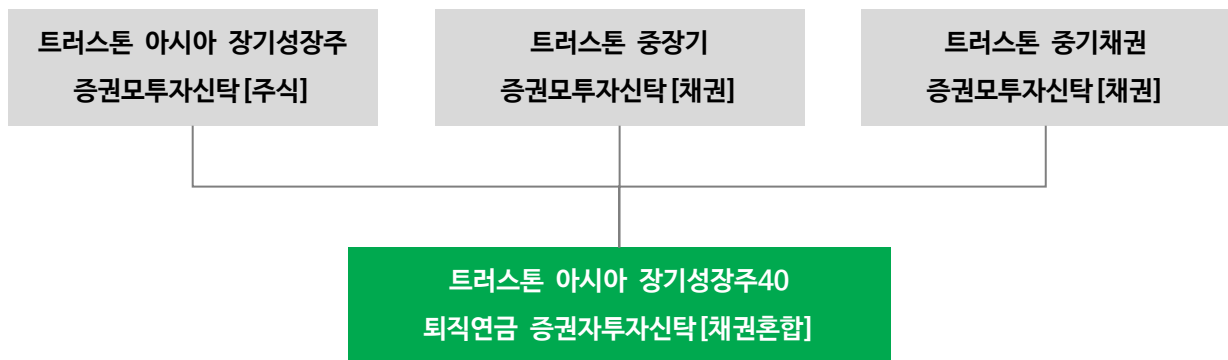 트러스톤 아시아 장기성장주
증권모투자신탁[주식]
트러스톤 중장기
증권모투자신탁[채권]
트러스톤 중기채권
증권모투자신탁[채권]
트러스톤 아시아 장기성장주40
퇴직연금 증권자투자신탁[채권혼합]